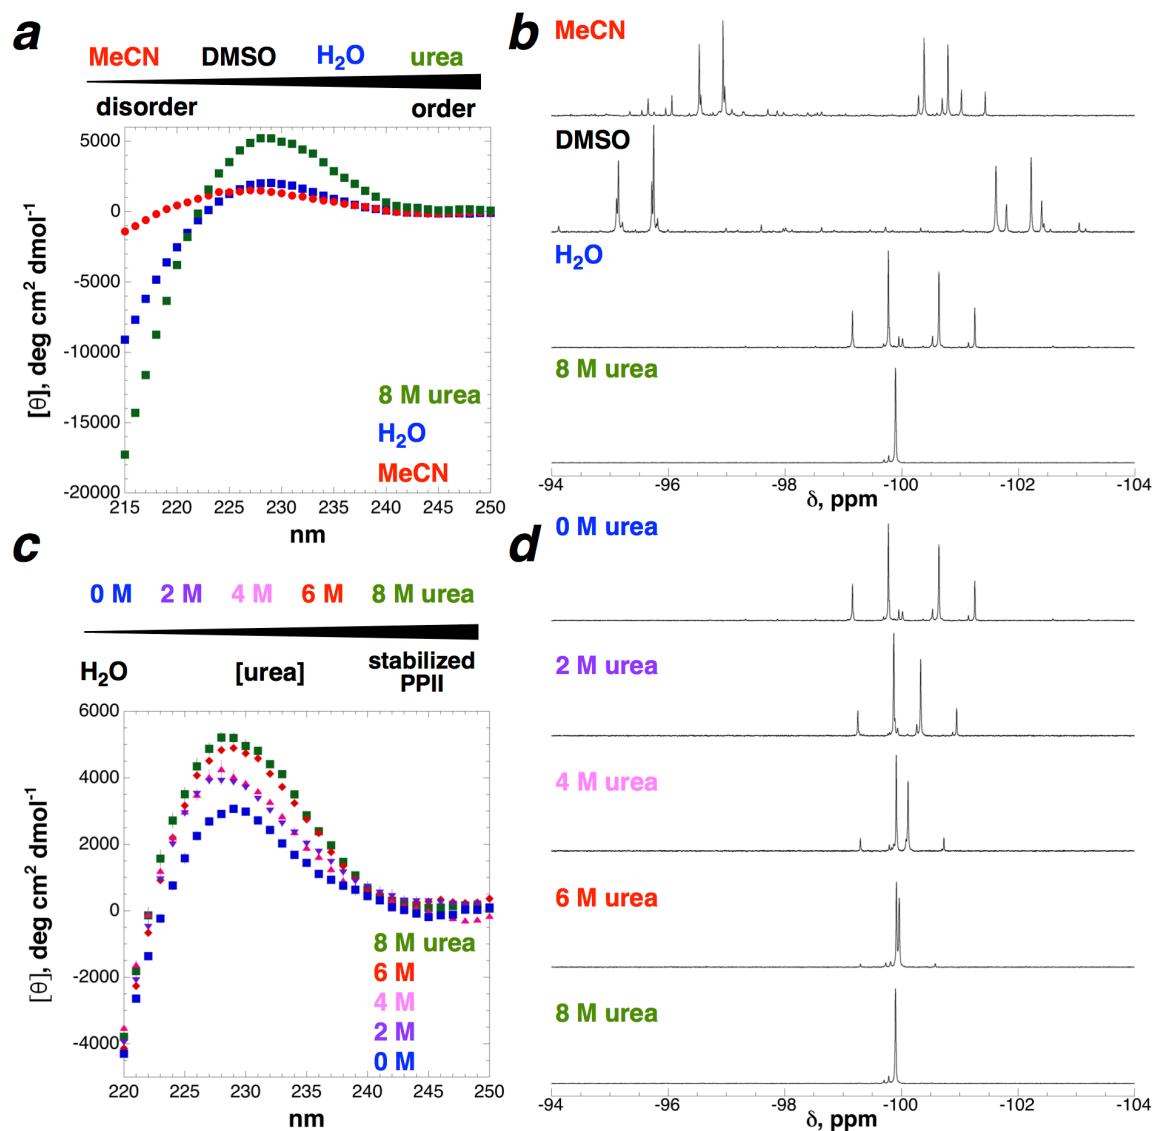 a
MeCN DMSO H₂O urea
disorder order
5000
0
-5000
-10000
-15000
-20000
[θ], deg cm² dmol⁻¹
8 M urea
H₂O
MeCN
215 220 225 230 235 240 245 250
nm
b
MeCN
DMSO
H₂O
8 M urea
-94 -96 -98 -100 -102 -104
δ, ppm
c
0 M 2 M 4 M 6 M 8 M urea
H₂O [urea] stabilized
PPII
6000
4000
2000
0
-2000
-4000
[θ], deg cm² dmol⁻¹
8 M urea
6 M
4 M
2 M
0 M
220 225 230 235 240 245 250
nm
d
0 M urea
2 M urea
4 M urea
6 M urea
8 M urea
-94 -96 -98 -100 -102 -104
δ, ppm